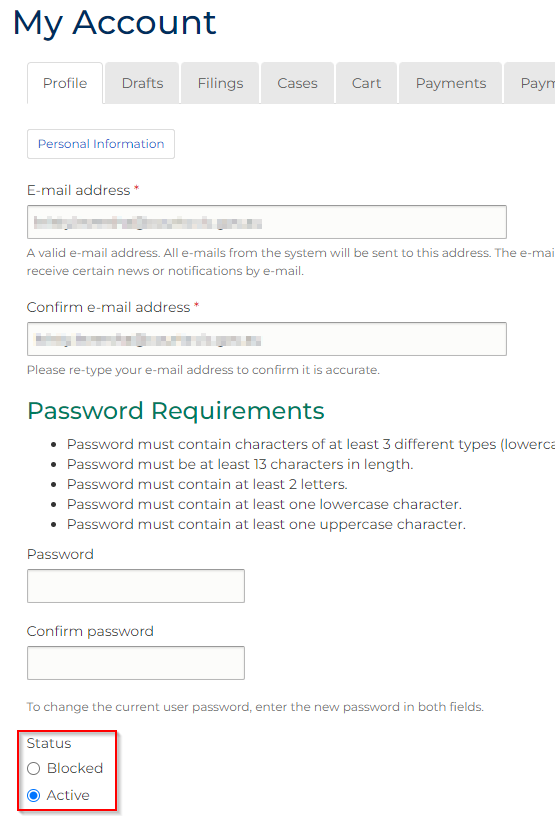 My Account
Profile
Drafts
Filings
Cases
Cart
Payments
Paym
Personal Information
E-mail address *
A valid e-mail address. All e-mails from the system will be sent to this address. The e-mai
receive certain news or notifications by e-mail.
Confirm e-mail address *
Please re-type your e-mail address to confirm it is accurate.
Password Requirements
• Password must contain characters of at least 3 different types (lowerca
• Password must be at least 13 characters in length.
• Password must contain at least 2 letters.
• Password must contain at least one lowercase character.
• Password must contain at least one uppercase character.
Password
Confirm password
To change the current user password, enter the new password in both fields.
Status
Blocked
Active